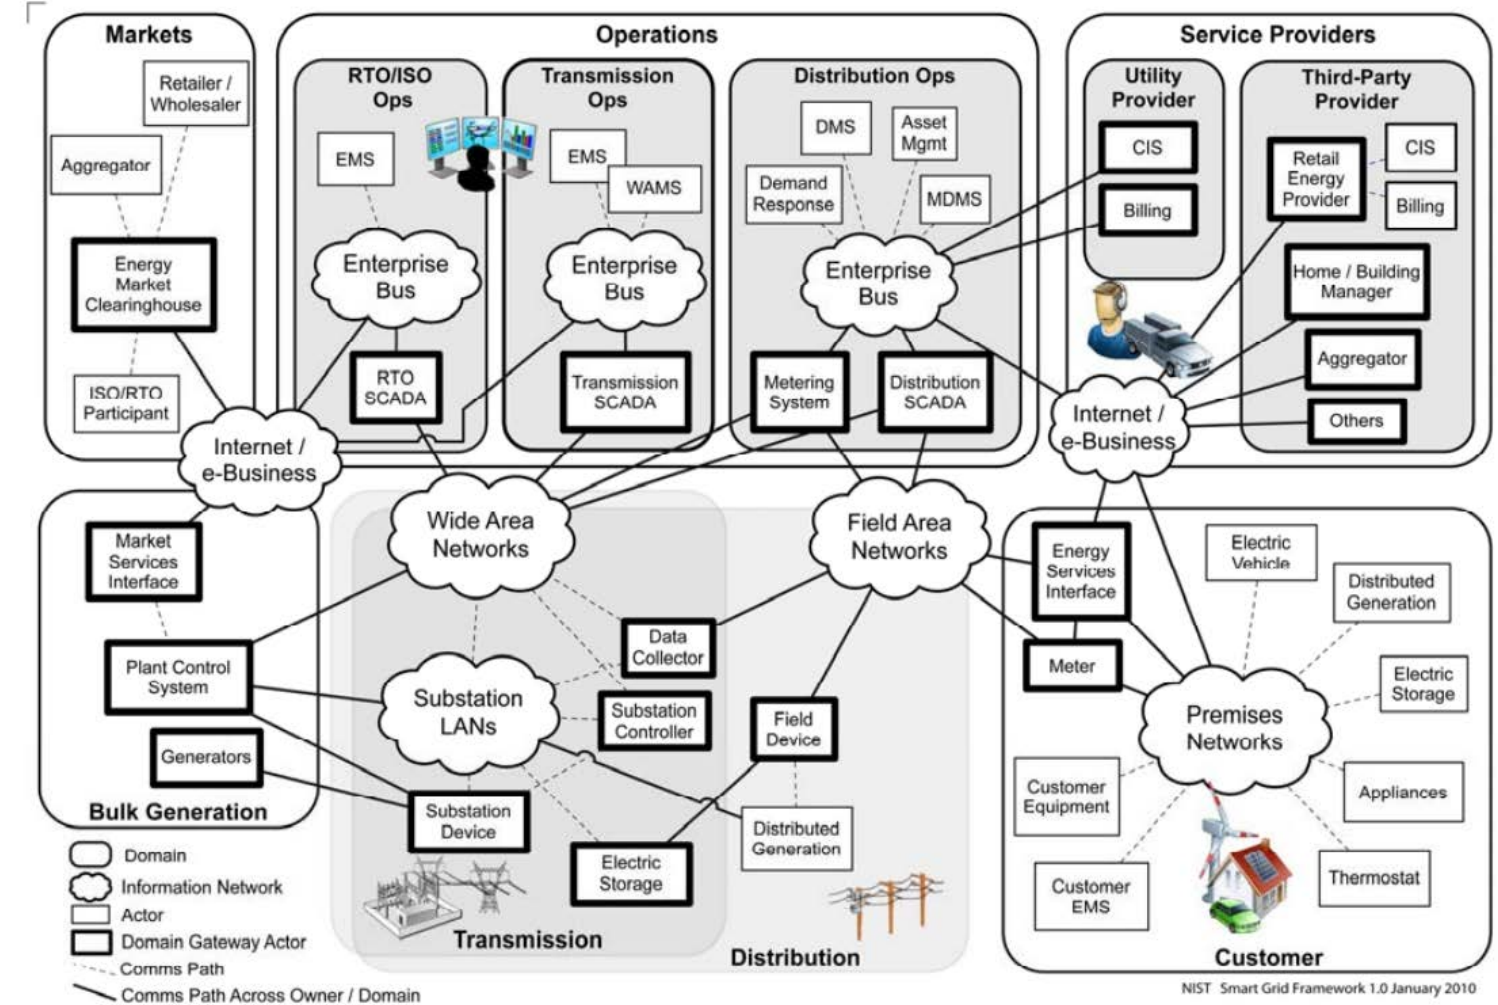 Markets
Retailer /
Wholesaler
Aggregator
Energy
Market
Clearinghouse
ISO/RTO
Participant
Internet /
e-Business
Operations
RTO/ISO
Ops
EMS
Enterprise
Bus
RTO
SCADA
Transmission
Ops
EMS
WAMS
Enterprise
Bus
Transmission
SCADA
Distribution Ops
DMS
Asset
Mgmt
Demand
Response
MDMS
Enterprise
Bus
Metering
System
Distribution
SCADA
Service Providers
Utility
Provider
CIS
Billing
Third-Party
Provider
Retail
Energy
Provider
CIS
Billing
Home / Building
Manager
Aggregator
Others
Internet /
e-Business
Market
Services
Interface
Plant Control
System
Generators
Bulk Generation
Wide Area
Networks
Field Area
Networks
Data
Collector
Substation
LANs
Substation
Controller
Field
Device
Substation
Device
Electric
Storage
Distributed
Generation
Transmission
Distribution
Energy
Services
Interface
Meter
Electric
Vehicle
Distributed
Generation
Electric
Storage
Premises
Networks
Customer
Equipment
Appliances
Customer
EMS
Thermostat
Customer
Domain
Information Network
Actor
Domain Gateway Actor
Comms Path
Comms Path Across Owner / Domain
NIST Smart Grid Framework 1.0 January 2010